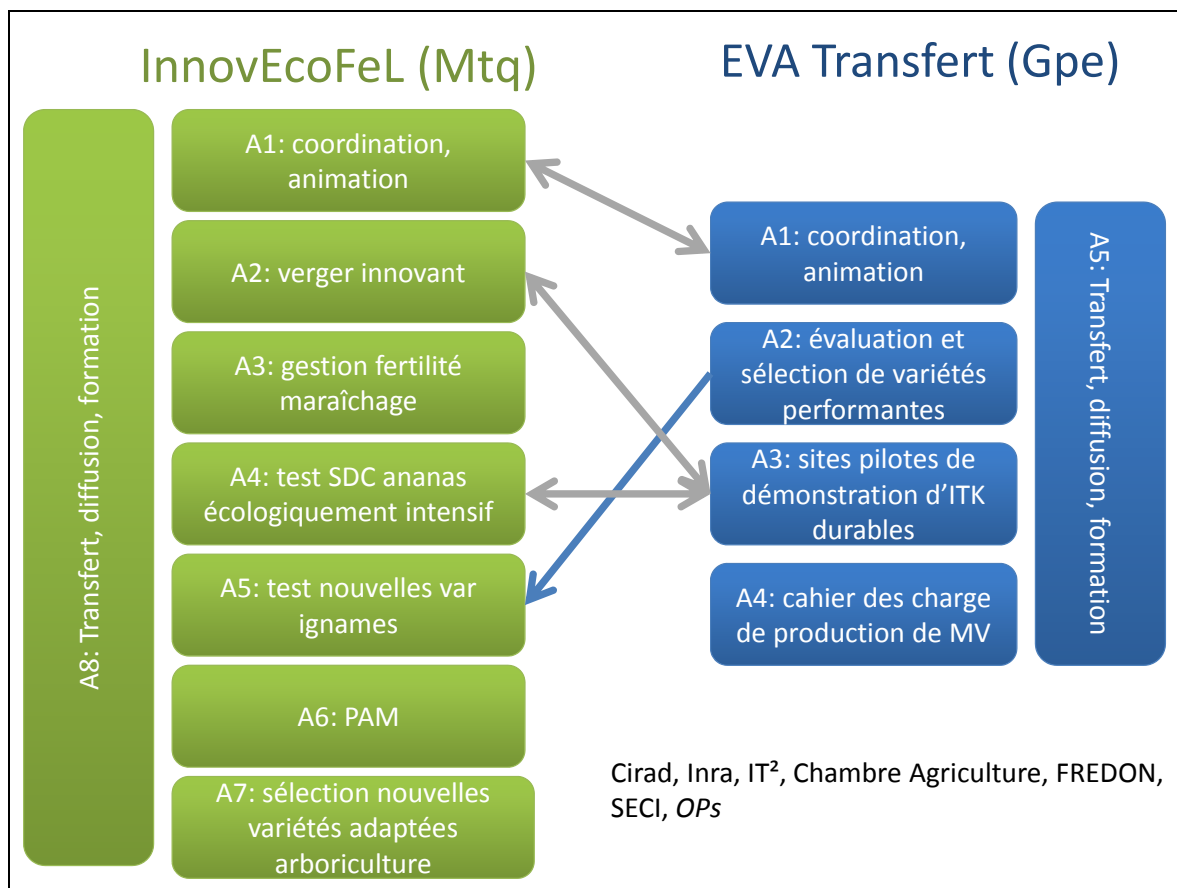 InnovEcoFeL (Mtq)
A8: Transfert, diffusion, formation
A1: coordination,
animation
A2: verger innovant
A3: gestion fertilité
maraîchage
A4: test SDC ananas
écologiquement intensif
A5: test nouvelles var
ignames
A6: PAM
A7: sélection nouvelles
variétés adaptées
arboriculture
EVA Transfert (Gpe)
A1: coordination,
animation
A2: évaluation et
sélection de variétés
performantes
A3: sites pilotes de
démonstration d’ITK
durables
A4: cahier des charge
de production de MV
A5: Transfert, diffusion,
formation
Cirad, Inra, IT², Chambre Agriculture, FREDON,
SECI, OPs